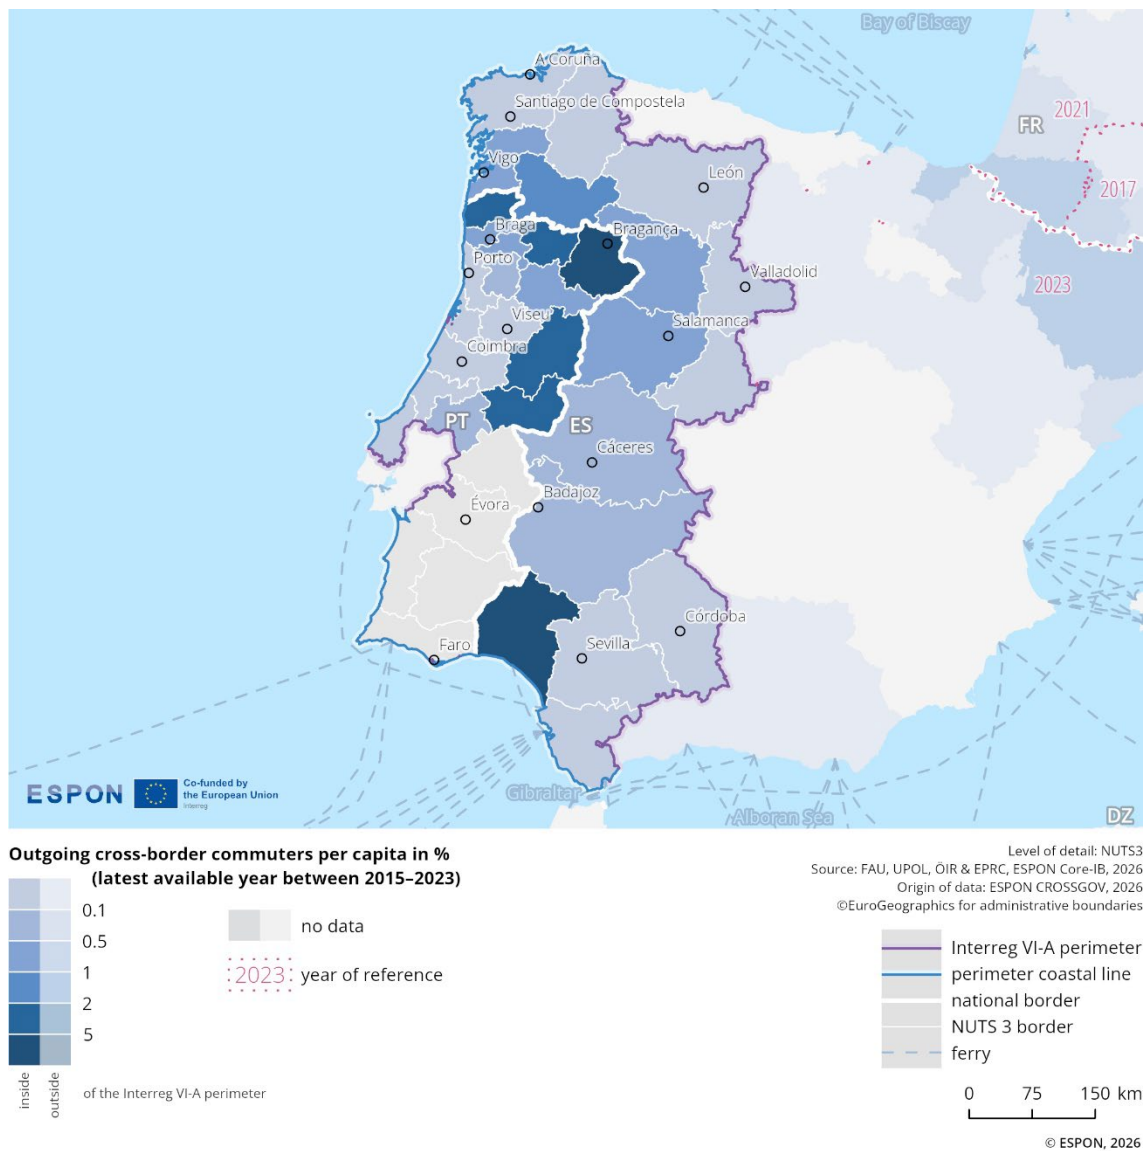 Bay of Biscay
A Coruña
Santiago de Compostela
FR
2021
Vigo
León
2017
Braga
Bragança
Porto
Valladolid
2023
Viseu
Salamanca
Coimbra
PT
ES
Cáceres
Badajoz
Évora
Córdoba
Faro
Sevilla
ESPON
Co-funded by
the European Union
Interreg
Gibraltar
Alboran Sea
DZ
Outgoing cross-border commuters per capita in %
(latest available year between 2015–2023)
0.1
0.5
1
2
5
inside
outside
of the Interreg VI-A perimeter
no data
2023
year of reference
Level of detail: NUTS3
Source: FAU, UPOL, ÖIR & EPRC, ESPON Core-IB, 2026
Origin of data: ESPON CROSSGOV, 2026
©EuroGeographics for administrative boundaries
Interreg VI-A perimeter
perimeter coastal line
national border
NUTS 3 border
ferry
0 75 150 km
© ESPON, 2026